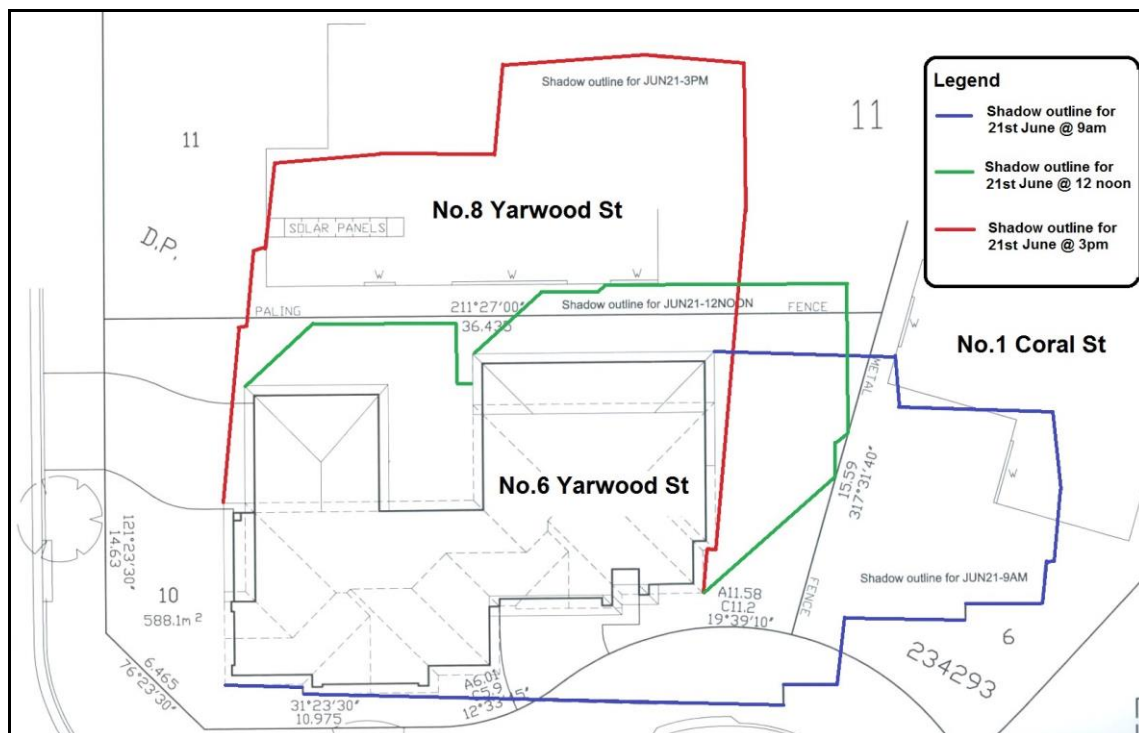 Shadow outline for JUN21-3PM
Legend
Shadow outline for
21st June @ 9am
Shadow outline for
21st June @ 12 noon
Shadow outline for
21st June @ 3pm
11
11
No.8 Yarwood St
SOLAR PANELS
D.P.
W
W
W
211°27'00"
Shadow outline for JUN21-12NOON
PALING
FENCE
36.435
W
No.1 Coral St
METAL
No.6 Yarwood St
W
15.59
317°31'40"
121°23'30"
14.63
Shadow outline for JUN21-9AM
FENCE
10
588.1m²
A11.58
C11.2
19°39'10"
6
234293
6.465
76°23'30"
31°23'30"
10.975
A6.01
C5.9